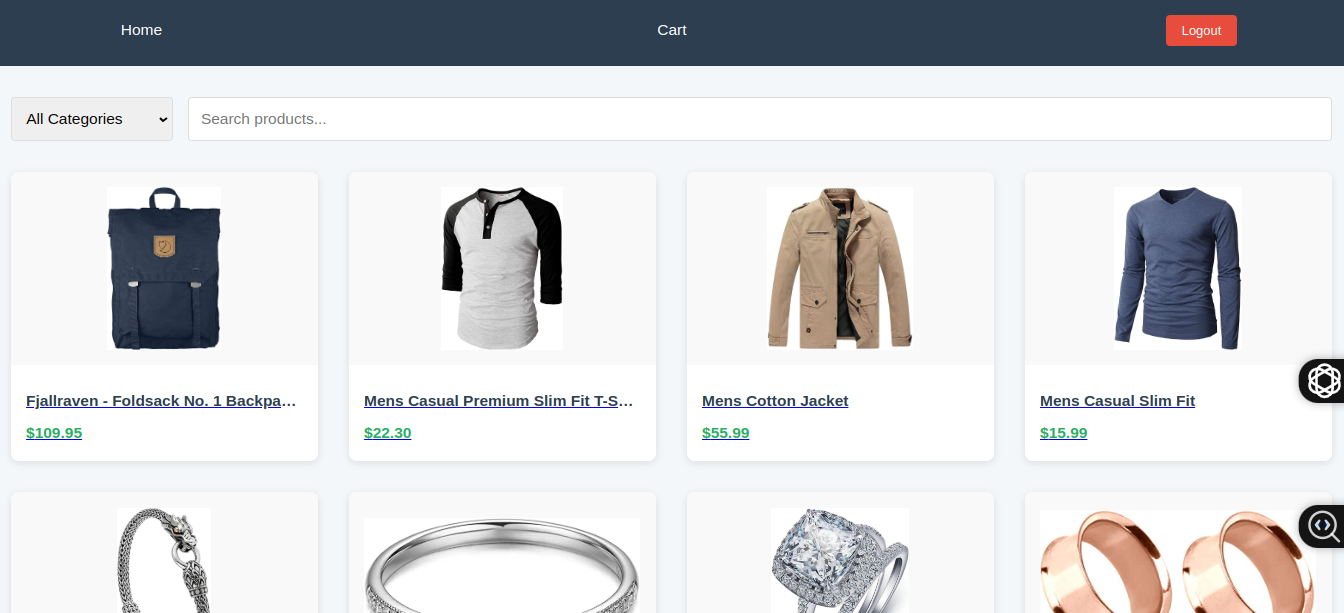 Home
Cart
Logout
All Categories
Search products...
Fjallraven - Foldsack No. 1 Backpa...
Mens Casual Premium Slim Fit T-S...
Mens Cotton Jacket
Mens Casual Slim Fit
$109.95
$22.30
$55.99
$15.99